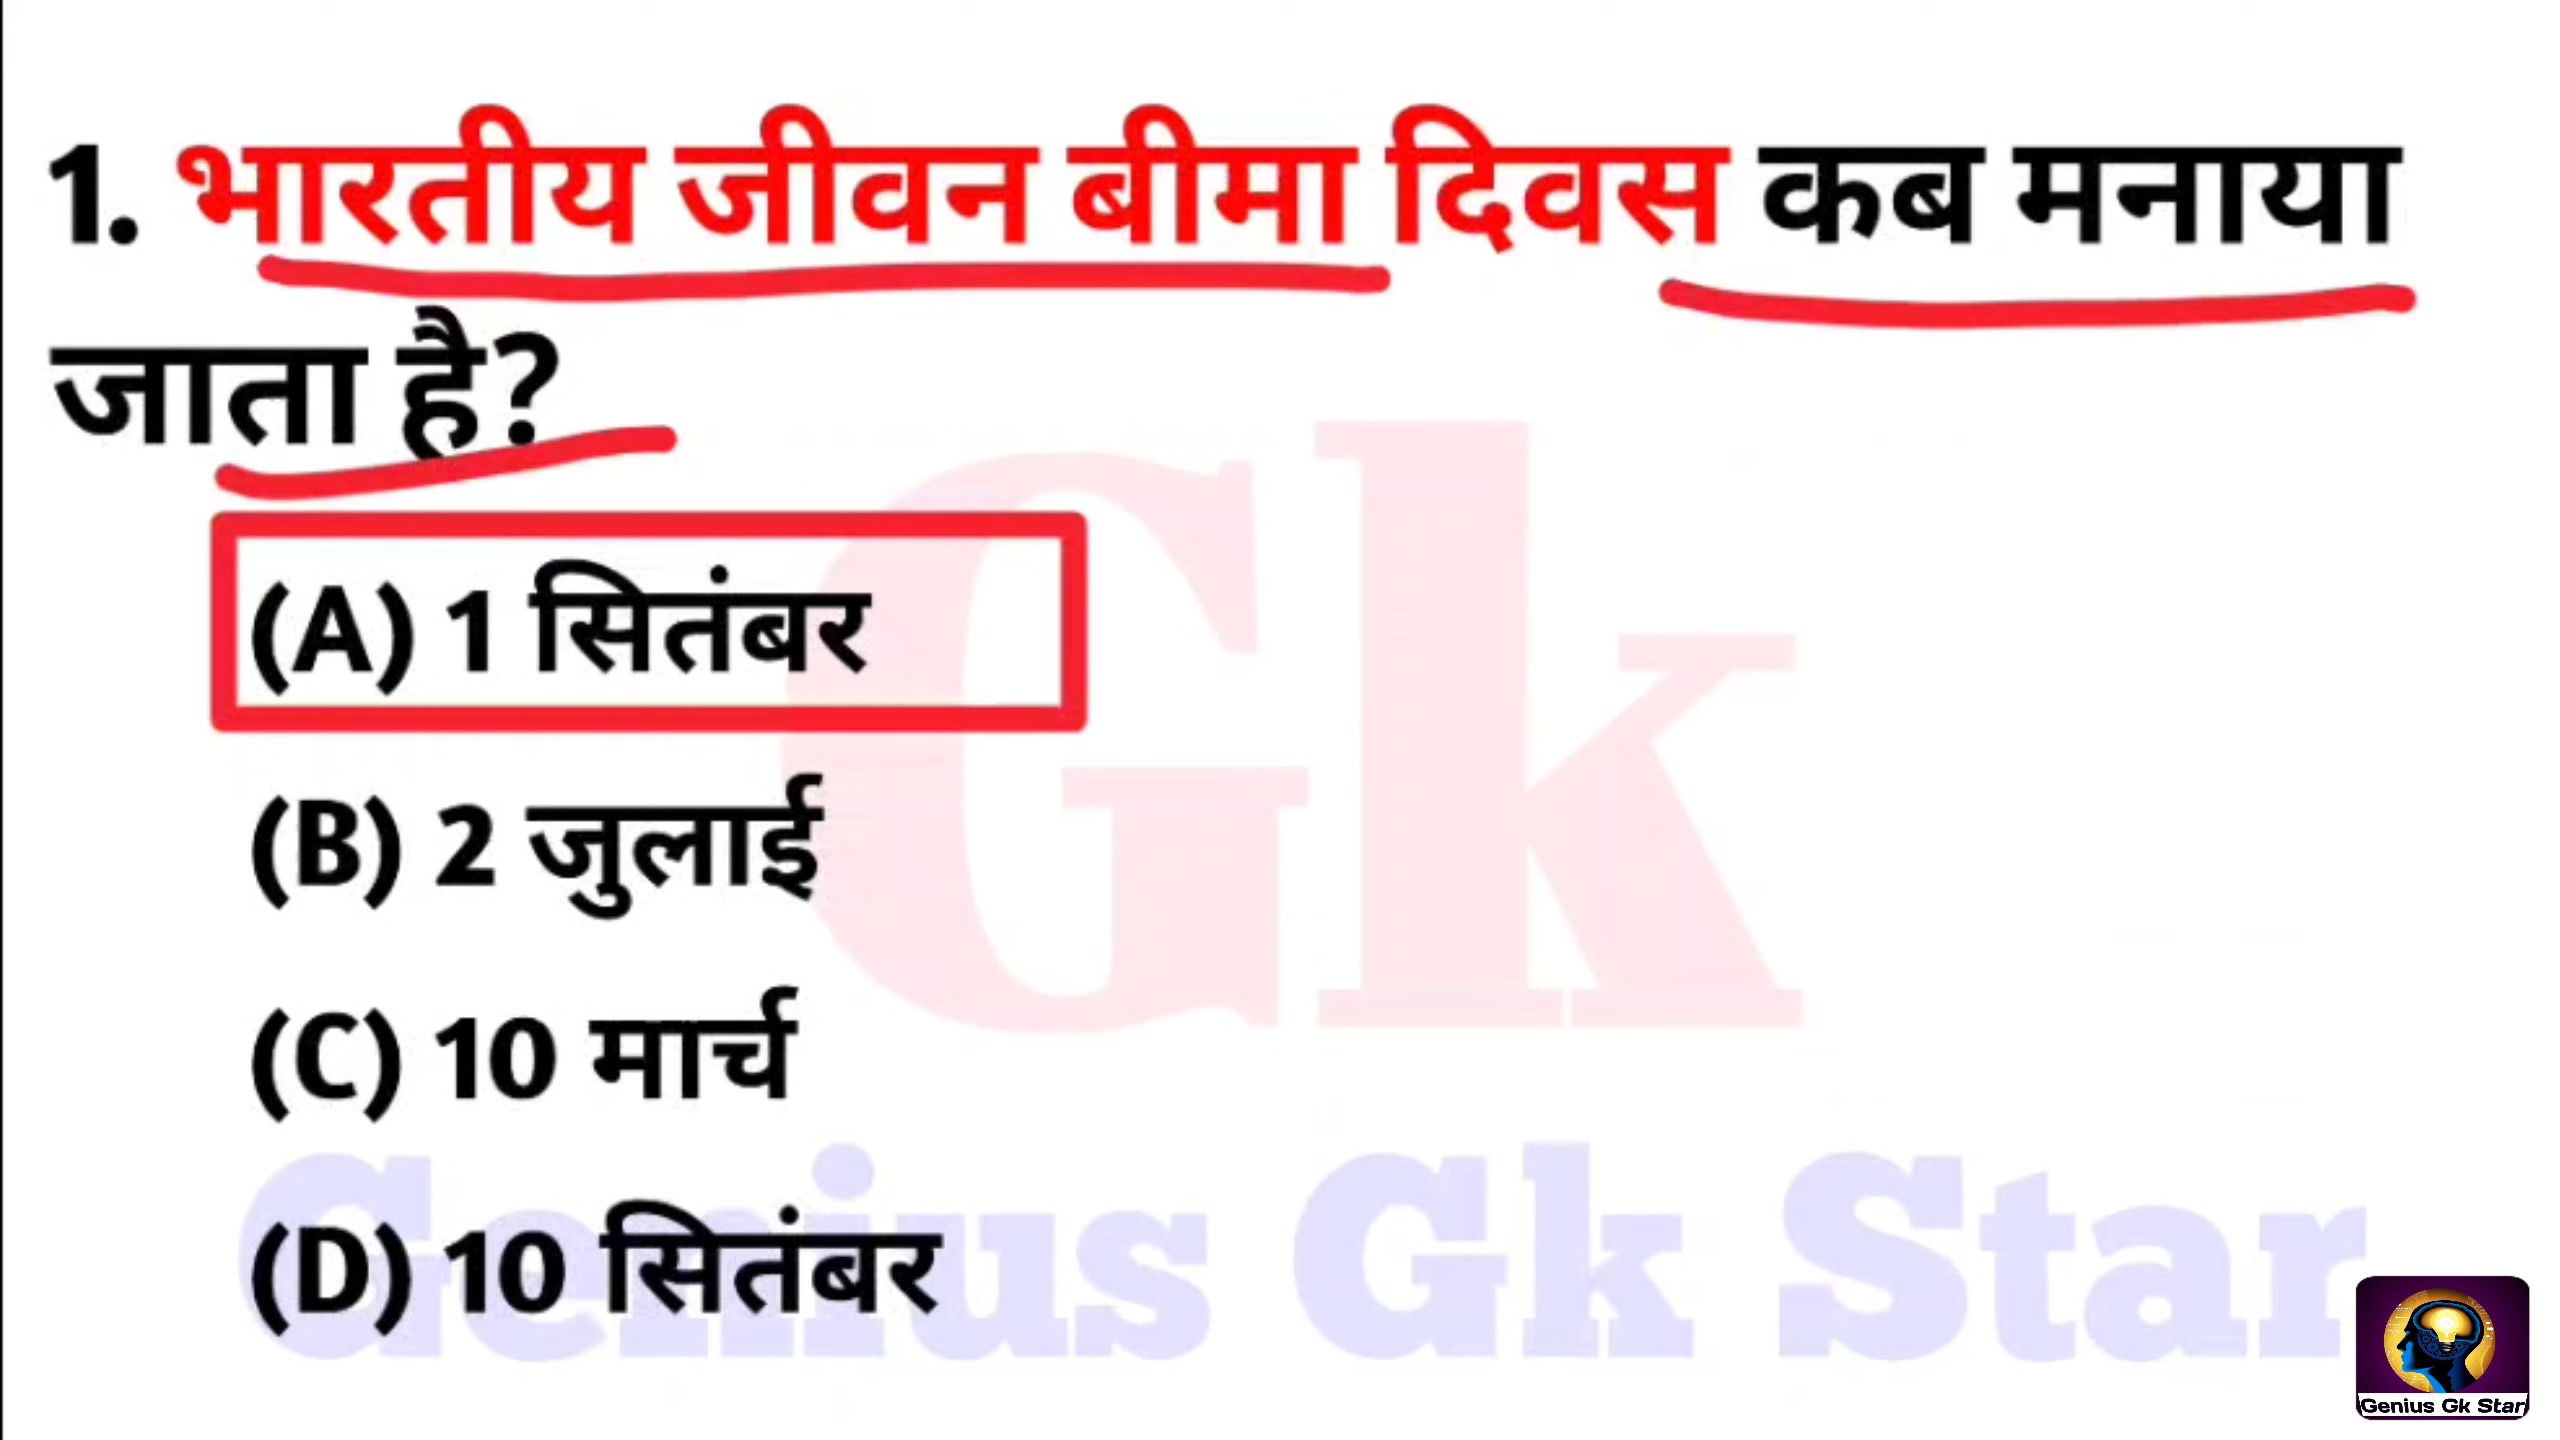 1. भारतीय जीवन बीमा दिवस कब मनाया
जाता है?
(A) 1 सितंबर
(B) 2 जुलाई
(C) 10 मार्च
(D) 10 सितंबर
Gk
Genius Gk Star
Genius Gk Star